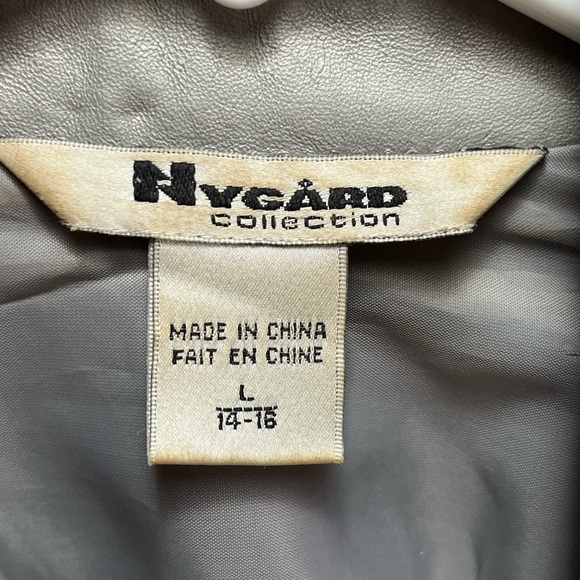 NYGÅRD
collection
MADE IN CHINA
FAIT EN CHINE
L
14-16